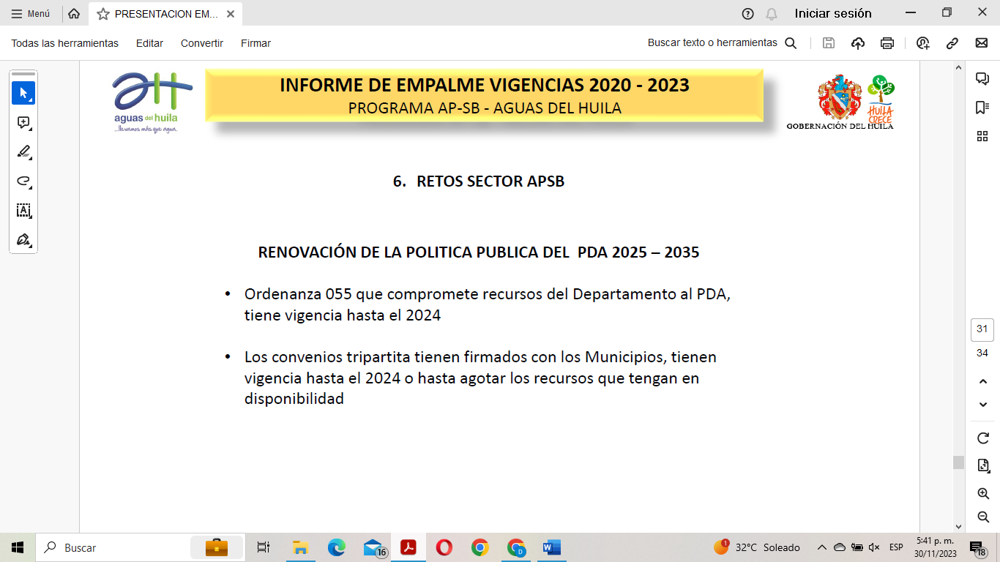 Menú
PRESENTACION EM...
Iniciar sesión
Todas las herramientas
Editar
Convertir
Firmar
Buscar texto o herramientas
aguas del huila
...llevamos más que agua.
INFORME DE EMPALME VIGENCIAS 2020 - 2023
PROGRAMA AP-SB - AGUAS DEL HUILA
HUILA
CRECE
GOBERNACIÓN DEL HUILA
6. RETOS SECTOR APSB
RENOVACIÓN DE LA POLITICA PUBLICA DEL PDA 2025 – 2035
• Ordenanza 055 que compromete recursos del Departamento al PDA,
tiene vigencia hasta el 2024
• Los convenios tripartita tienen firmados con los Municipios, tienen
vigencia hasta el 2024 o hasta agotar los recursos que tengan en
disponibilidad
31
34
Buscar
16
1
32°C Soleado
ESP
5:41 p. m.
30/11/2023
18